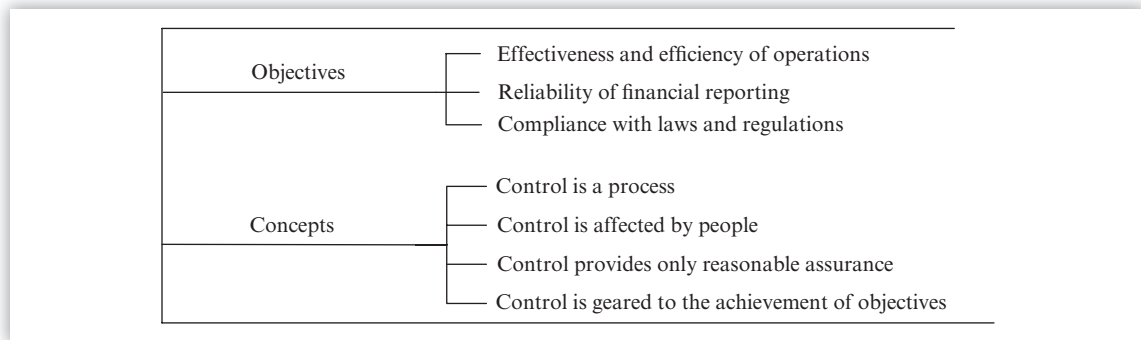 Objectives
Effectiveness and efficiency of operations
Reliability of financial reporting
Compliance with laws and regulations
Concepts
Control is a process
Control is affected by people
Control provides only reasonable assurance
Control is geared to the achievement of objectives